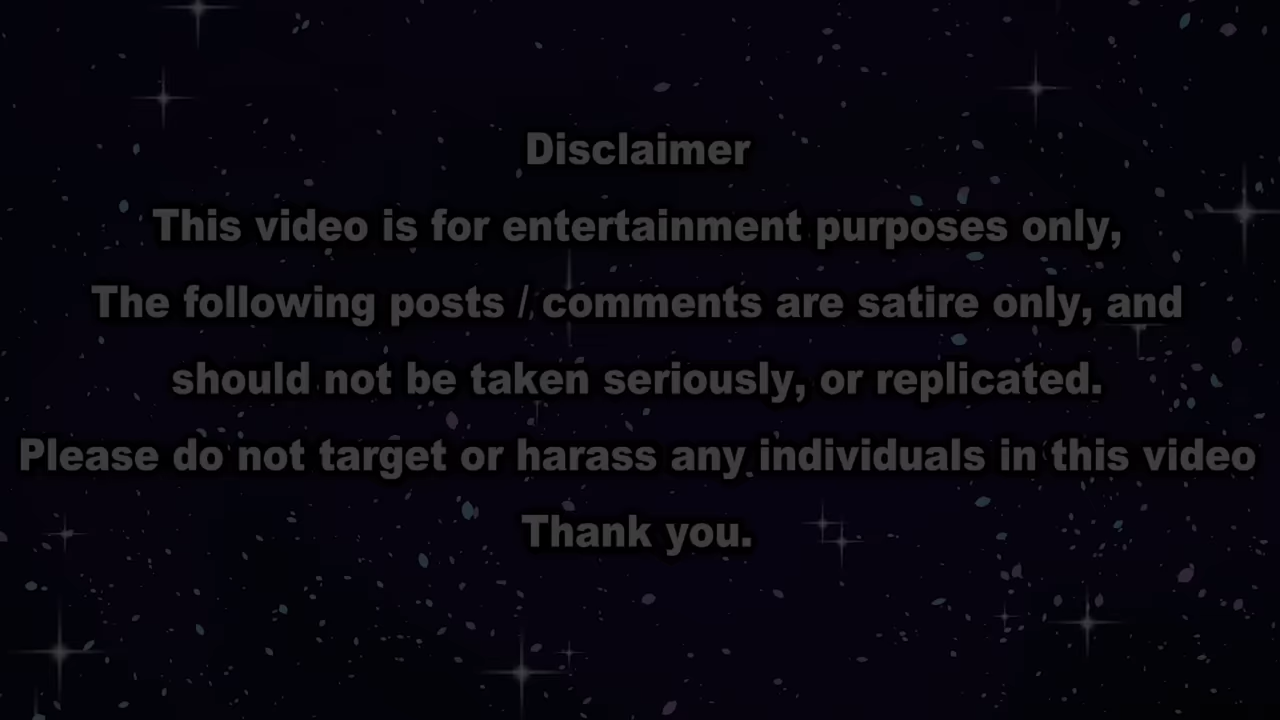 Disclaimer
This video is for entertainment purposes only,
The following posts / comments are satire only, and
should not be taken seriously, or replicated.
Please do not target or harass any individuals in this video
Thank you.